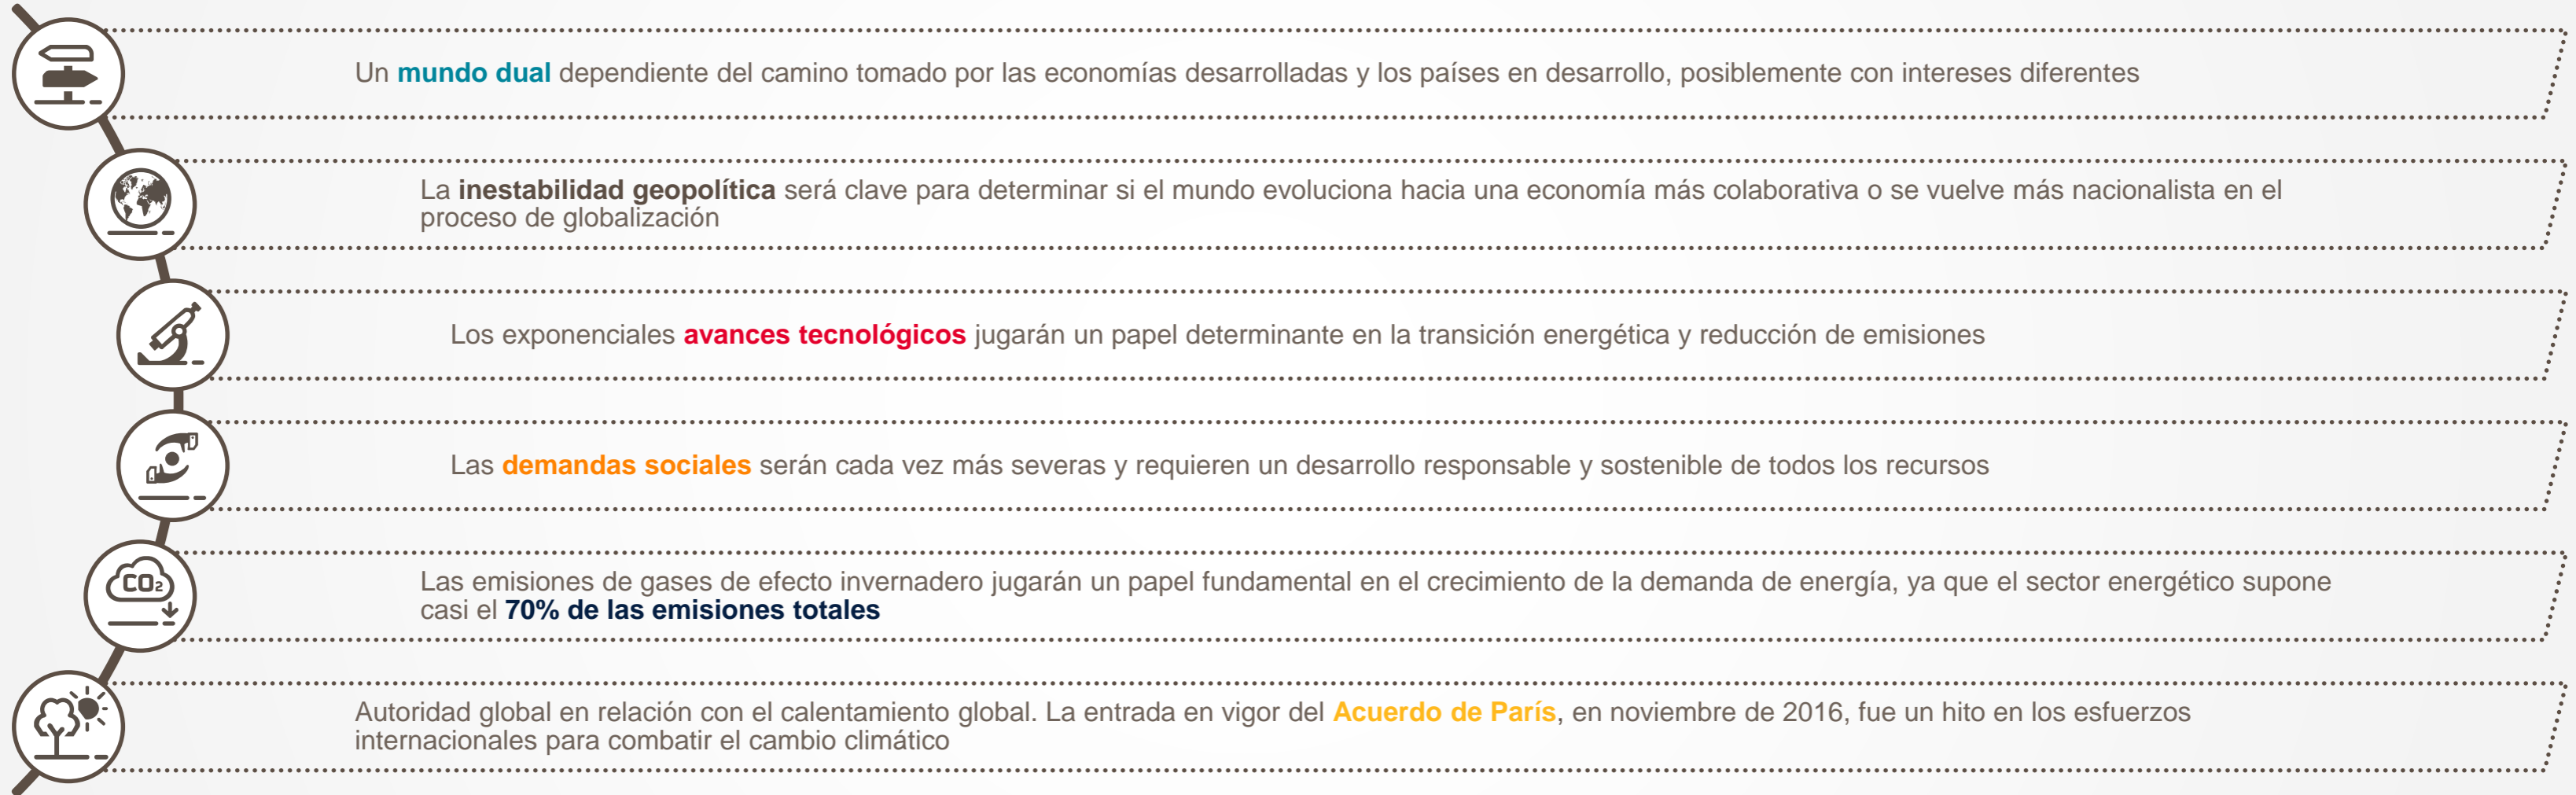 Un mundo dual dependiente del camino tomado por las economías desarrolladas y los países en desarrollo, posiblemente con intereses diferentes
La inestabilidad geopolítica será clave para determinar si el mundo evoluciona hacia una economía más colaborativa o se vuelve más nacionalista en el
proceso de globalización
Los exponenciales avances tecnológicos jugarán un papel determinante en la transición energética y reducción de emisiones
Las demandas sociales serán cada vez más severas y requieren un desarrollo responsable y sostenible de todos los recursos
CO₂
Las emisiones de gases de efecto invernadero jugarán un papel fundamental en el crecimiento de la demanda de energía, ya que el sector energético supone
casi el 70% de las emisiones totales
Autoridad global en relación con el calentamiento global. La entrada en vigor del Acuerdo de París, en noviembre de 2016, fue un hito en los esfuerzos
internacionales para combatir el cambio climático